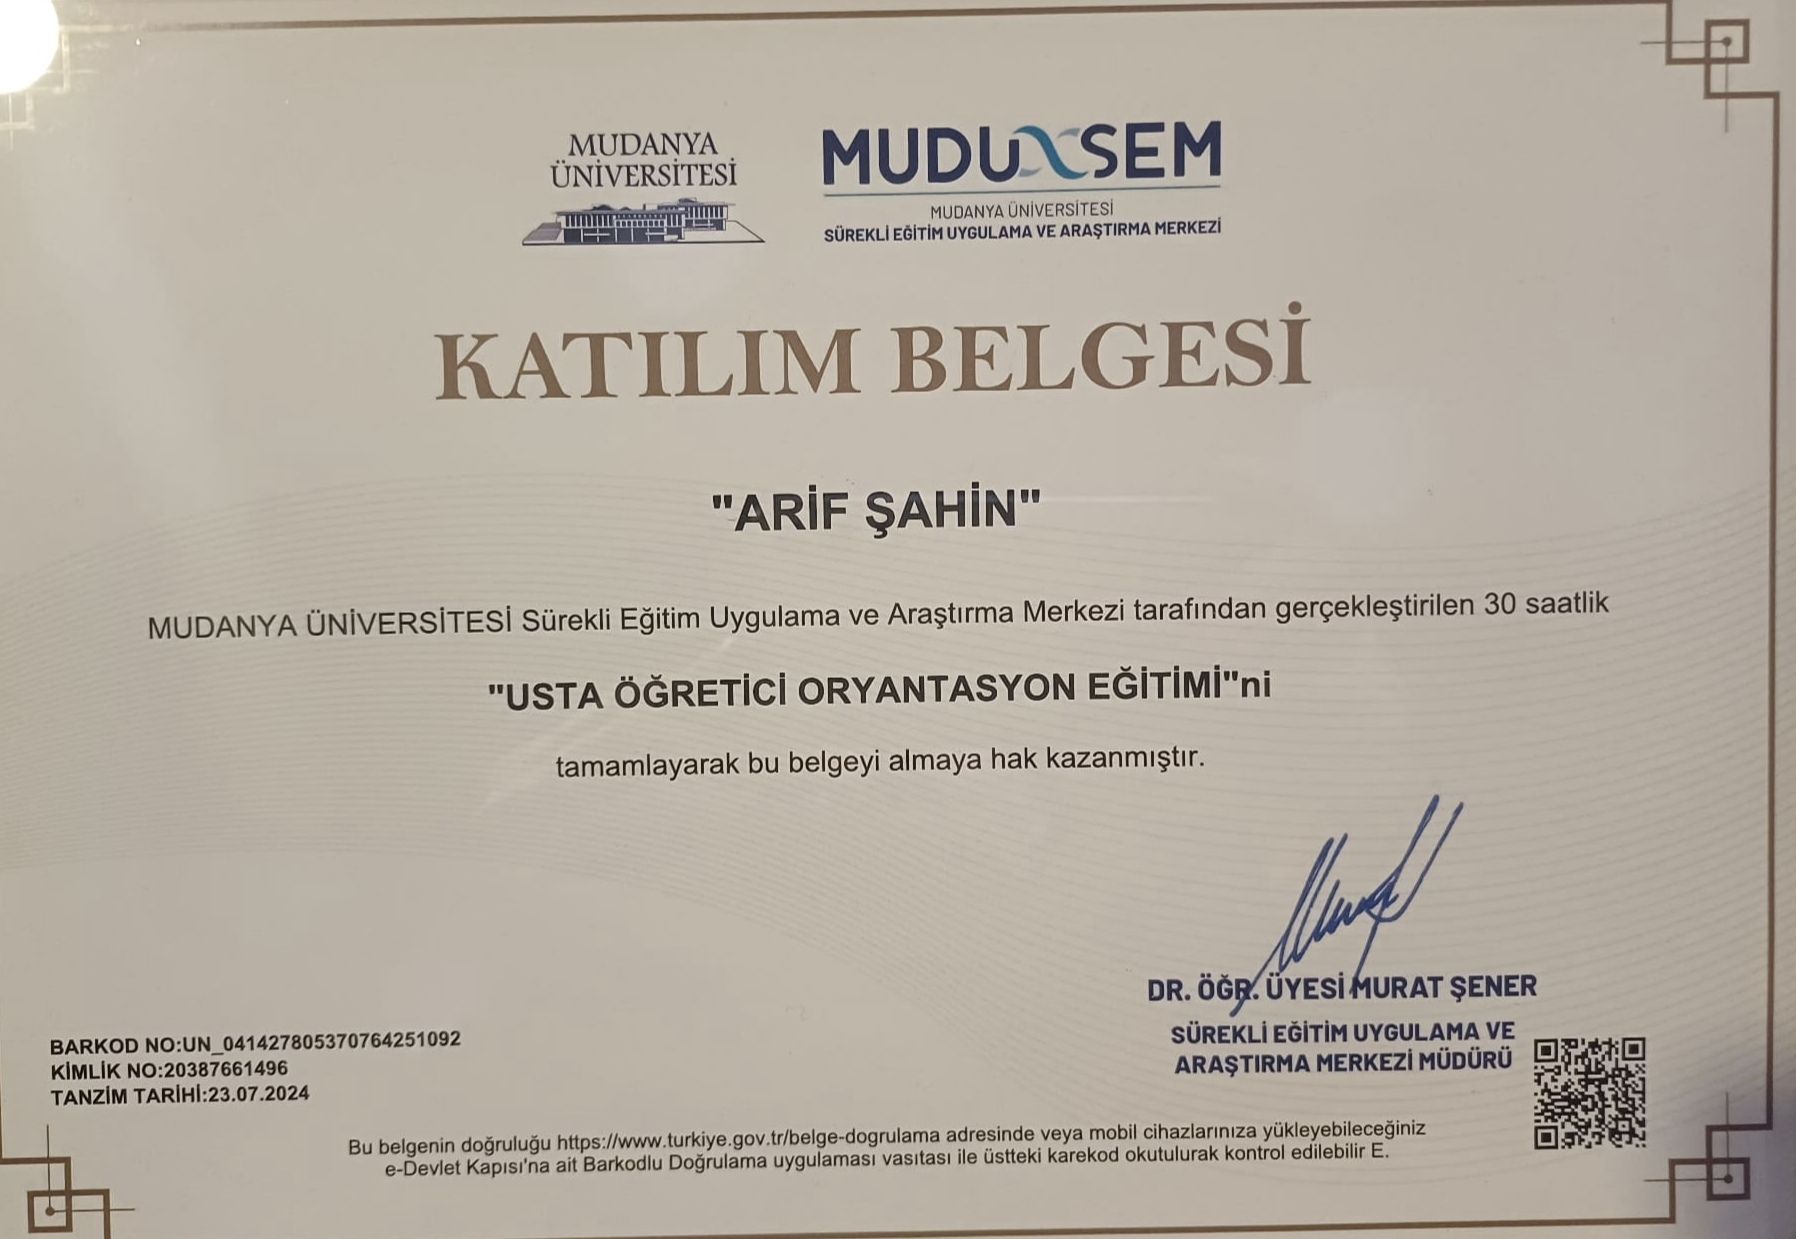 MUDANYA
ÜNİVERSİTESİ
MUDU SEM
MUDANYA ÜNİVERSİTESİ
SÜREKLİ EĞİTİM UYGULAMA VE ARAŞTIRMA MERKEZİ
KATILIM BELGESİ
"ARİF ŞAHİN"
MUDANYA ÜNİVERSİTESİ Sürekli Eğitim Uygulama ve Araştırma Merkezi tarafından gerçekleştirilen 30 saatlik
"USTA ÖĞRETİCİ ORYANTASYON EĞİTİMİ"ni
tamamlayarak bu belgeyi almaya hak kazanmıştır.
DR. ÖĞR. ÜYESİ MURAT ŞENER
SÜREKLİ EĞİTİM UYGULAMA VE
ARAŞTIRMA MERKEZİ MÜDÜRÜ
BARKOD NO:UN_041427805370764251092
KİMLİK NO:20387661496
TANZİM TARİHİ:23.07.2024
Bu belgenin doğruluğu https://www.turkiye.gov.tr/belge-dogrulama adresinde veya mobil cihazlarınıza yükleyebileceğiniz
e-Devlet Kapısı'na ait Barkodlu Doğrulama uygulaması vasıtası ile üstteki karekod okutularak kontrol edilebilir E.